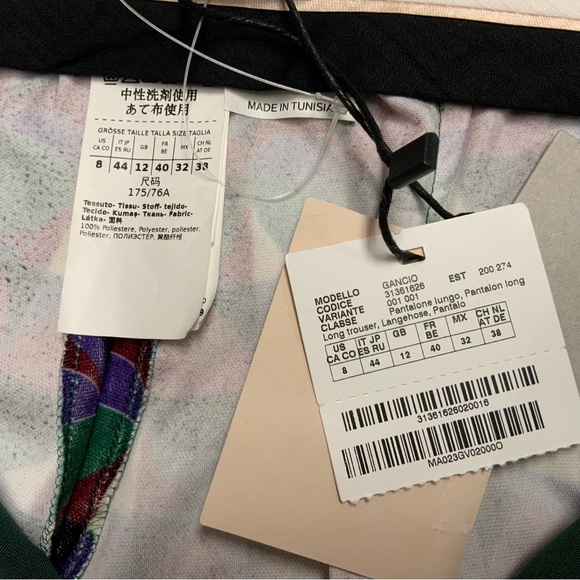 中性洗剤使用
あて布使用
GRÖSSE TAILLE TALLA SIZE TAGLIA
US CA CO IT JP ES RU GB FR BE MX CH NL AT DE
8 44 12 40 32 38
尺码
175/76A
Tessuto- Tissu- Stoff- tejido-
Tecido- Kumaş- Ткань- Fabric-
Látka- 面料
100% Poliestere, Polyester, poliester,
Poliester, ПОЛИЭСТЕР, 聚酯纤维
MADE IN TUNISIA
MODELLO GANCIO
CODICE 31361626 EST 200 274
VARIANTE 001 001
CLASSE Pantalone lungo, Pantalon long
Long trouser, Langehose, Pantalo
US CA CO IT JP ES RU GB FR BE MX CH NL AT DE
8 44 12 40 32 38
31361626020016
MA023GV02000O